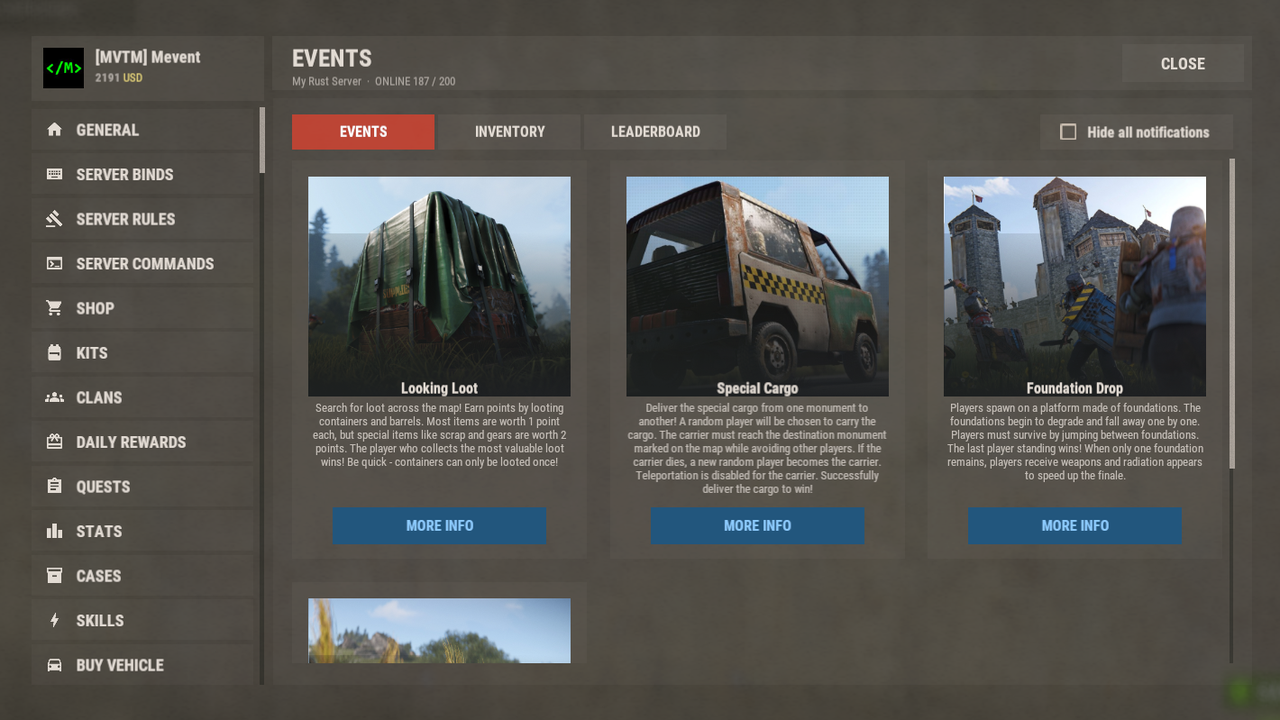 </M>
[MVTM] Mevent
2191 USD
EVENTS
My Rust Server · ONLINE 187 / 200
CLOSE
GENERAL
SERVER BINDS
SERVER RULES
SERVER COMMANDS
SHOP
KITS
CLANS
DAILY REWARDS
QUESTS
STATS
CASES
SKILLS
BUY VEHICLE
EVENTS
INVENTORY
LEADERBOARD
Hide all notifications
Looking Loot
Search for loot across the map! Earn points by looting
containers and barrels. Most items are worth 1 point
each, but special items like scrap and gears are worth 2
points. The player who collects the most valuable loot
wins! Be quick - containers can only be looted once!
MORE INFO
Special Cargo
Deliver the special cargo from one monument to
another! A random player will be chosen to carry the
cargo. The carrier must reach the destination monument
marked on the map while avoiding other players. If the
carrier dies, a new random player becomes the carrier.
Teleportation is disabled for the carrier. Successfully
deliver the cargo to win!
MORE INFO
Foundation Drop
Players spawn on a platform made of foundations. The
foundations begin to degrade and fall away one by one.
Players must survive by jumping between foundations.
The last player standing wins! When only one foundation
remains, players receive weapons and radiation appears
to speed up the finale.
MORE INFO